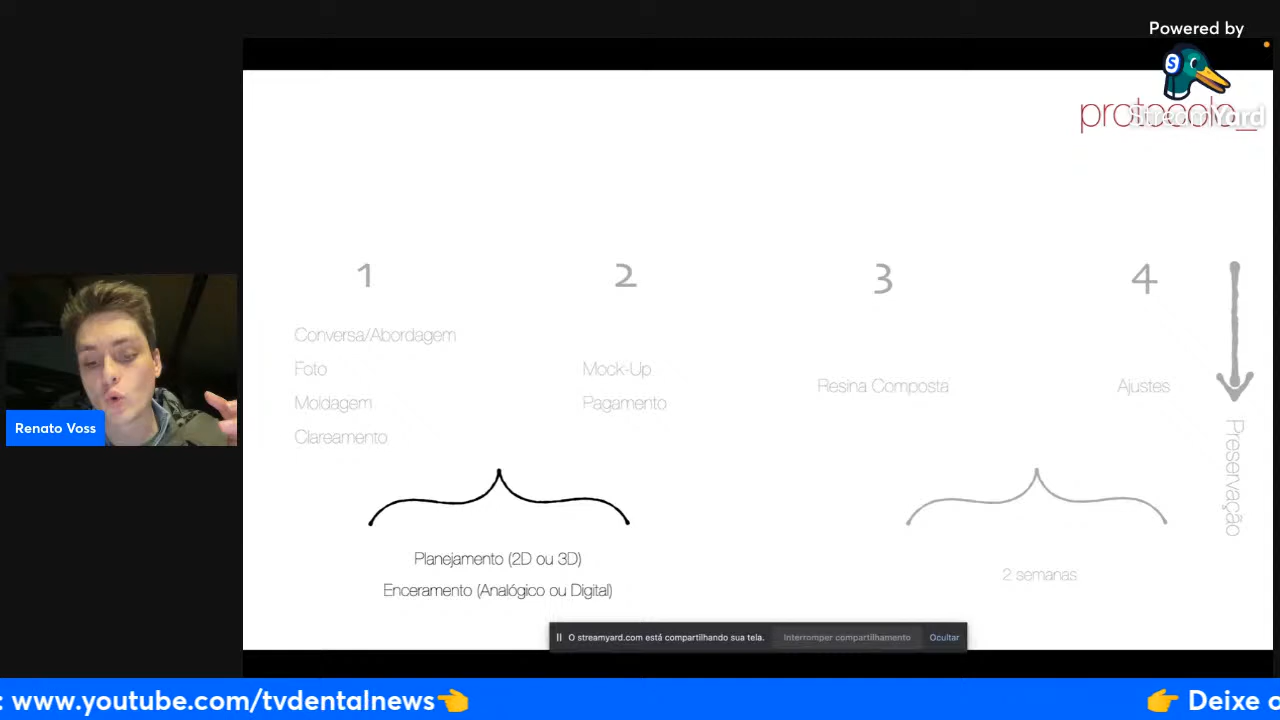 Powered by
S
StreamYard
protocolo_
1
2
3
4
Conversa/Abordagem
Foto
Moldagem
Clareamento
Mock-Up
Pagamento
Resina Composta
Ajustes
Preservação
Renato Voss
Planejamento (2D ou 3D)
Enceramento (Analógico ou Digital)
2 semanas
O streamyard.com está compartilhando sua tela.
Interromper compartilhamento
Ocultar
: www.youtube.com/tvdentalnews👈
👉 Deixe o